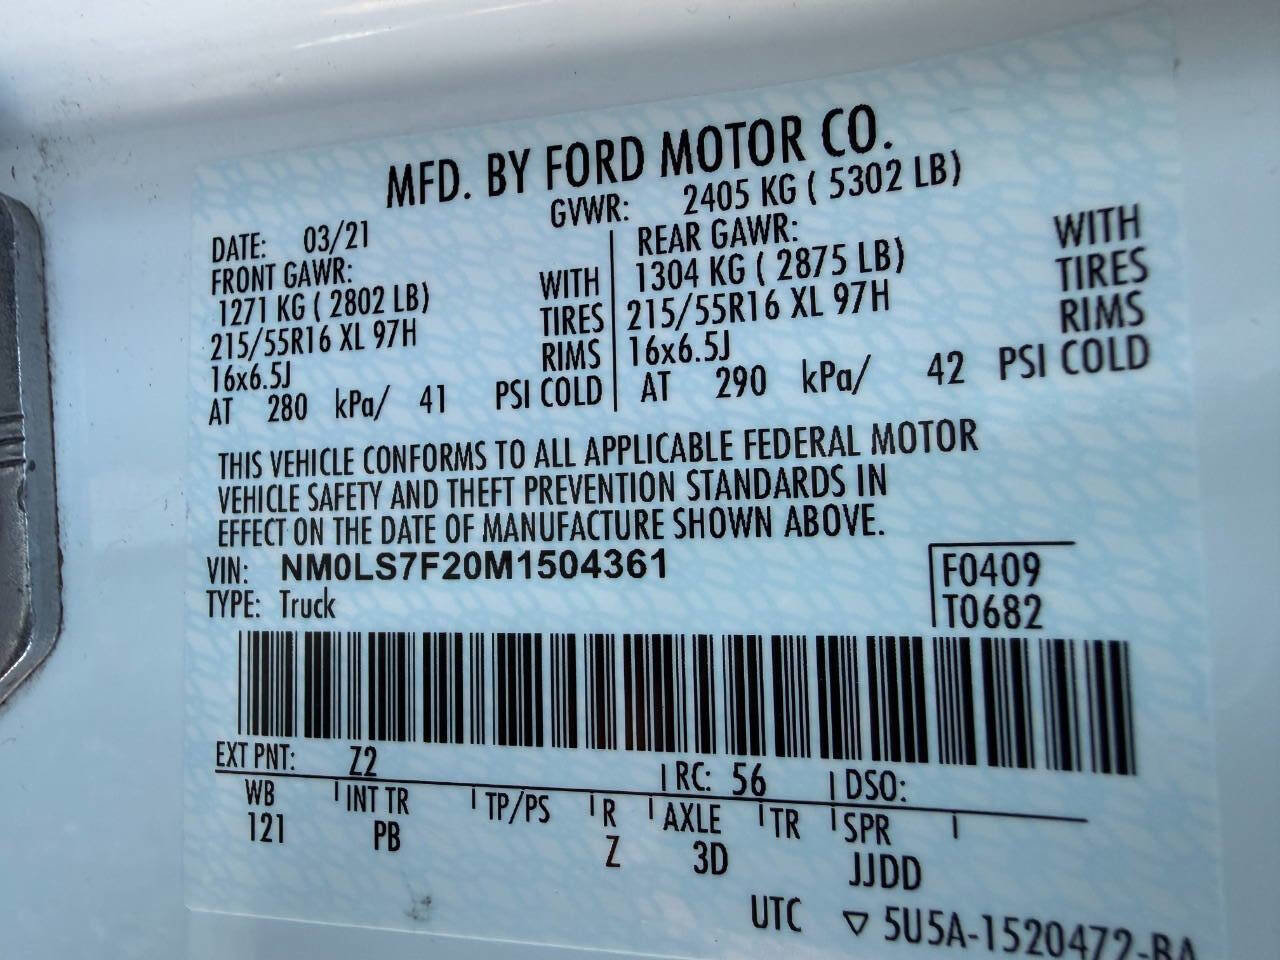 MFD. BY FORD MOTOR CO.
DATE: 03/21 GVWR: 2405 KG ( 5302 LB)
FRONT GAWR: REAR GAWR:
1271 KG ( 2802 LB) WITH 1304 KG ( 2875 LB) WITH
215/55R16 XL 97H TIRES 215/55R16 XL 97H TIRES
16x6.5J RIMS 16x6.5J RIMS
AT 280 kPa/ 41 PSI COLD AT 290 kPa/ 42 PSI COLD
THIS VEHICLE CONFORMS TO ALL APPLICABLE FEDERAL MOTOR
VEHICLE SAFETY AND THEFT PREVENTION STANDARDS IN
EFFECT ON THE DATE OF MANUFACTURE SHOWN ABOVE.
VIN: NM0LS7F20M1504361 F0409
TYPE: Truck T0682
EXT PNT: Z2 RC: 56 DSO:
WB INT TR TP/PS R AXLE TR SPR
121 PB Z 3D JJDD
UTC ▽ 5U5A-1520472-BA